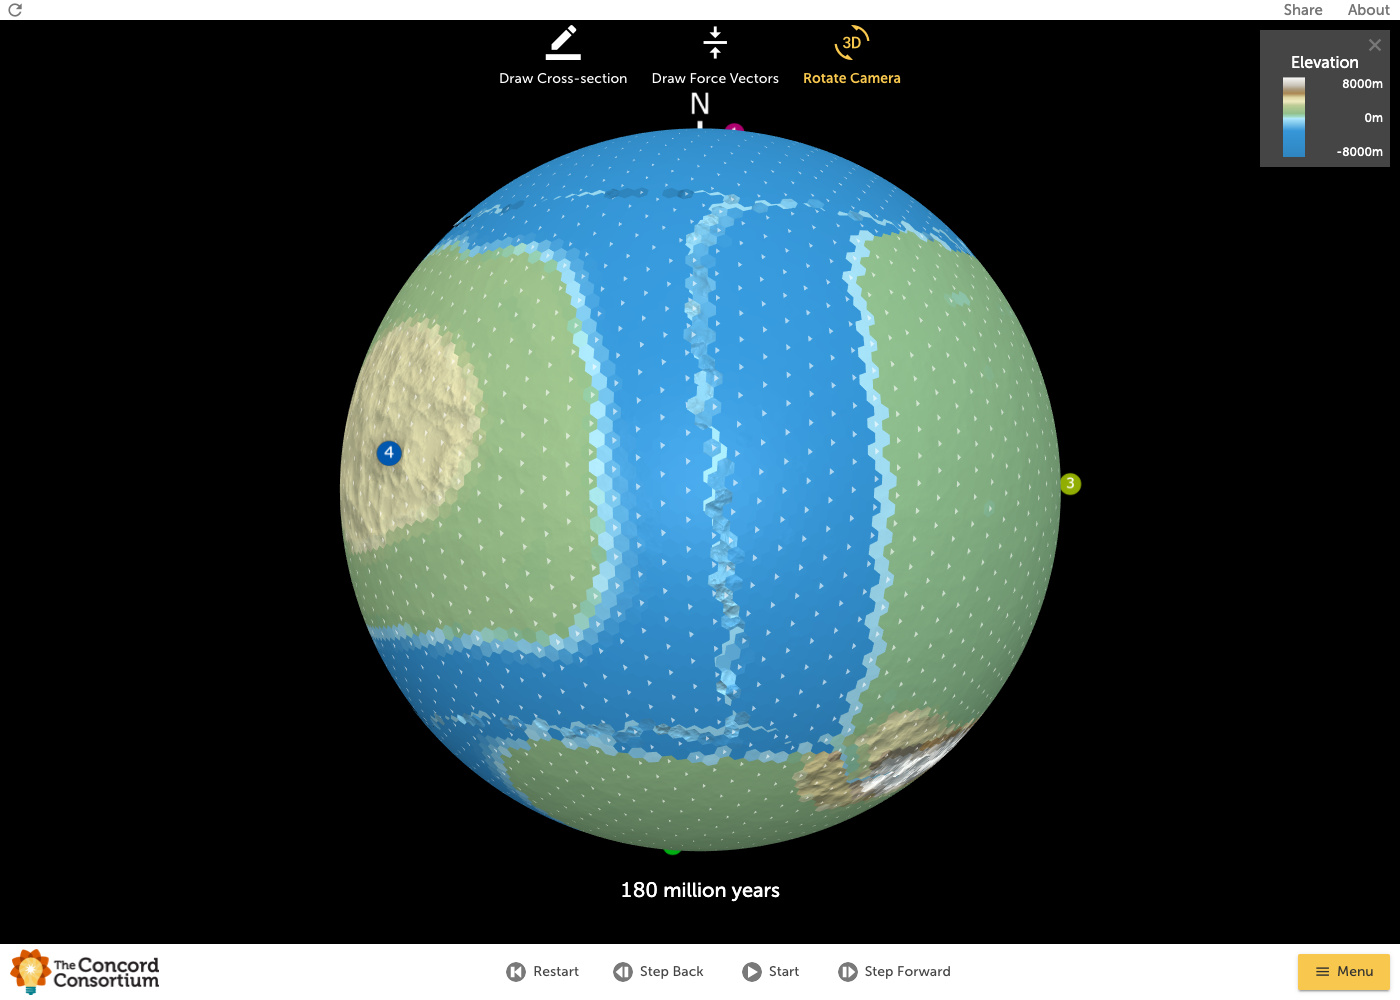 Share About
Draw Cross-section Draw Force Vectors 3D Rotate Camera
Elevation
8000m
0m
-8000m
N
4
3
180 million years
The Concord Consortium
Restart Step Back Start Step Forward Menu